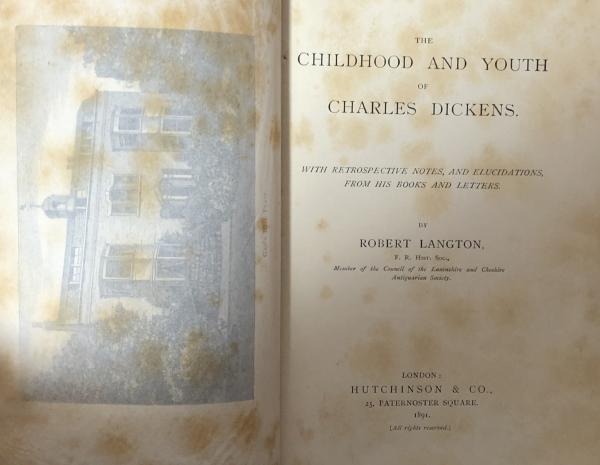 THE
CHILDHOOD AND YOUTH
OF
CHARLES DICKENS.
WITH RETROSPECTIVE NOTES, AND ELUCIDATIONS,
FROM HIS BOOKS AND LETTERS.
BY
ROBERT LANGTON,
F. R. HIST. SOC.,
Member of the Council of the Lancashire and Cheshire
Antiquarian Society.
LONDON:
HUTCHINSON & CO.,
25, PATERNOSTER SQUARE.
1891.
[All rights reserved.]